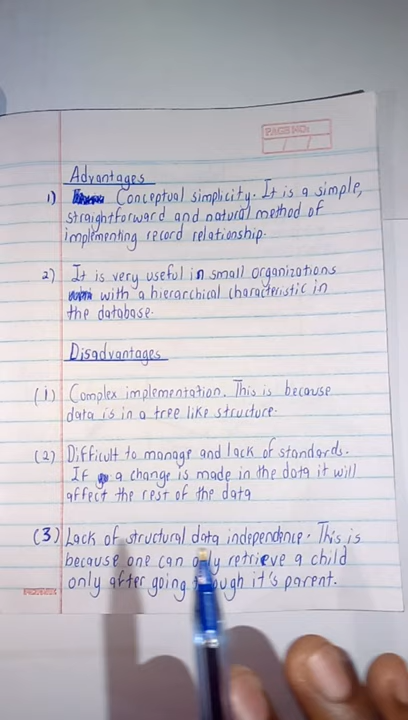 PAGE NO:
/ /
Advantages
1) Conceptual simplicity. It is a simple,
straightforward and natural method of
implementing record relationship.
2) It is very useful in small organizations
with a hierarchical characteristic in
the database.
Disadvantages
(1) Complex implementation. This is because
data is in a tree like structure.
(2) Difficult to manage and lack of standards.
If a change is made in the data it will
affect the rest of the data
(3) Lack of structural data independence. This is
because one can only retrieve a child
only after going through it's parent.